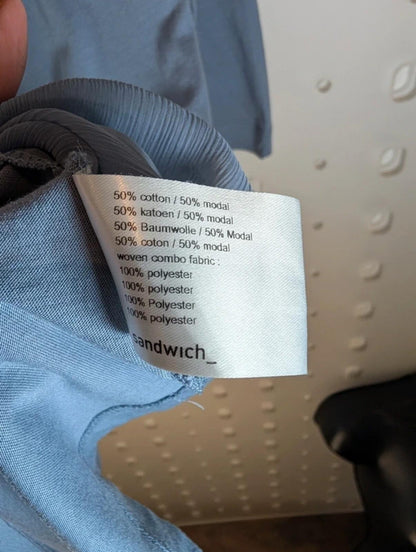 50% cotton / 50% modal
50% katoen / 50% modal
50% Baumwolle / 50% Modal
50% coton / 50% modal
woven combo fabric :
100% polyester
100% polyester
100% Polyester
100% polyester
sandwich_